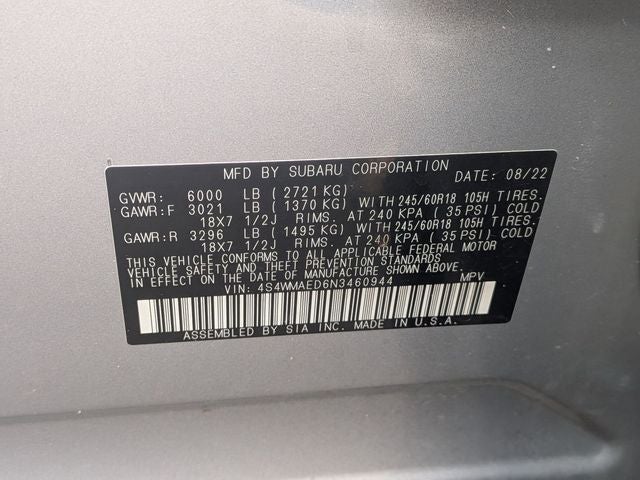 MFD BY SUBARU CORPORATION DATE: 08/22
GVWR: 6000 LB ( 2721 KG)
GAWR:F 3021 LB ( 1370 KG) WITH 245/60R18 105H TIRES.
18X7 1/2J RIMS. AT 240 KPA ( 35 PSI) COLD
GAWR:R 3296 LB ( 1495 KG) WITH 245/60R18 105H TIRES.
18X7 1/2J RIMS. AT 240 KPA ( 35 PSI) COLD
THIS VEHICLE CONFORMS TO ALL APPLICABLE FEDERAL MOTOR
VEHICLE SAFETY AND THEFT PREVENTION STANDARDS IN EFFECT
ON THE DATE OF MANUFACTURE SHOWN ABOVE.
VIN: 4S4WMAED6N3460944 MPV
ASSEMBLED BY SIA INC. MADE IN U.S.A.